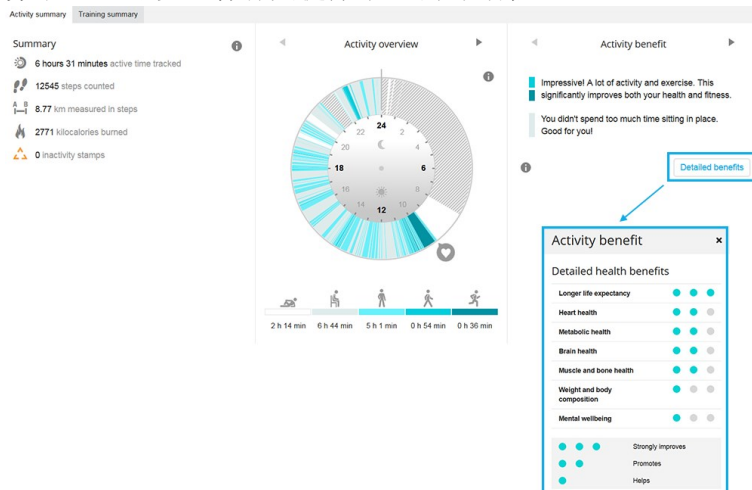 Activity summary
Training summary
Summary
6 hours 31 minutes active time tracked
12545 steps counted
A B
8.77 km measured in steps
2771 kilocalories burned
0 inactivity stamps
Activity overview
24
22
2
20
4
18
6
16
8
14
10
12
2 h 14 min
6 h 44 min
5 h 1 min
0 h 54 min
0 h 36 min
Activity benefit
Impressive! A lot of activity and exercise. This
significantly improves both your health and fitness.
You didn't spend too much time sitting in place.
Good for you!
Detailed benefits
Activity benefit
×
Detailed health benefits
Longer life expectancy
Heart health
Metabolic health
Brain health
Muscle and bone health
Weight and body
composition
Mental wellbeing
Strongly improves
Promotes
Helps